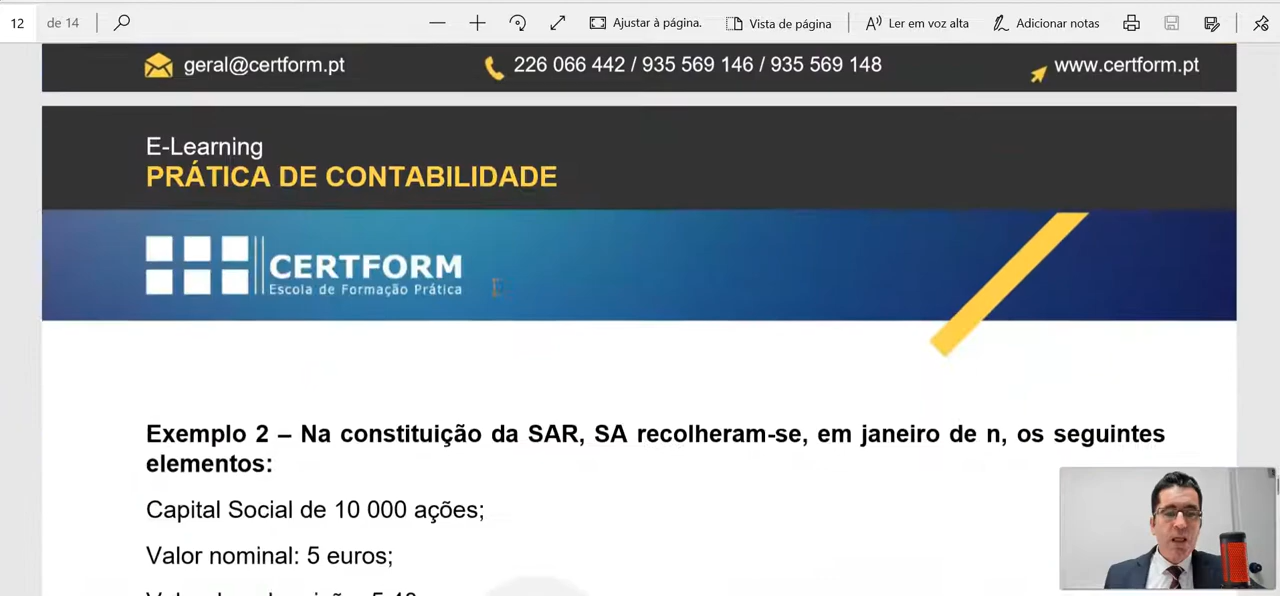 12 de 14 Ajustar à página. Vista de página Ler em voz alta Adicionar notas
geral@certform.pt 226 066 442 / 935 569 146 / 935 569 148 www.certform.pt
E-Learning
PRÁTICA DE CONTABILIDADE
CERTFORM
Escola de Formação Prática
Exemplo 2 – Na constituição da SAR, SA recolheram-se, em janeiro de n, os seguintes
elementos:
Capital Social de 10 000 ações;
Valor nominal: 5 euros;